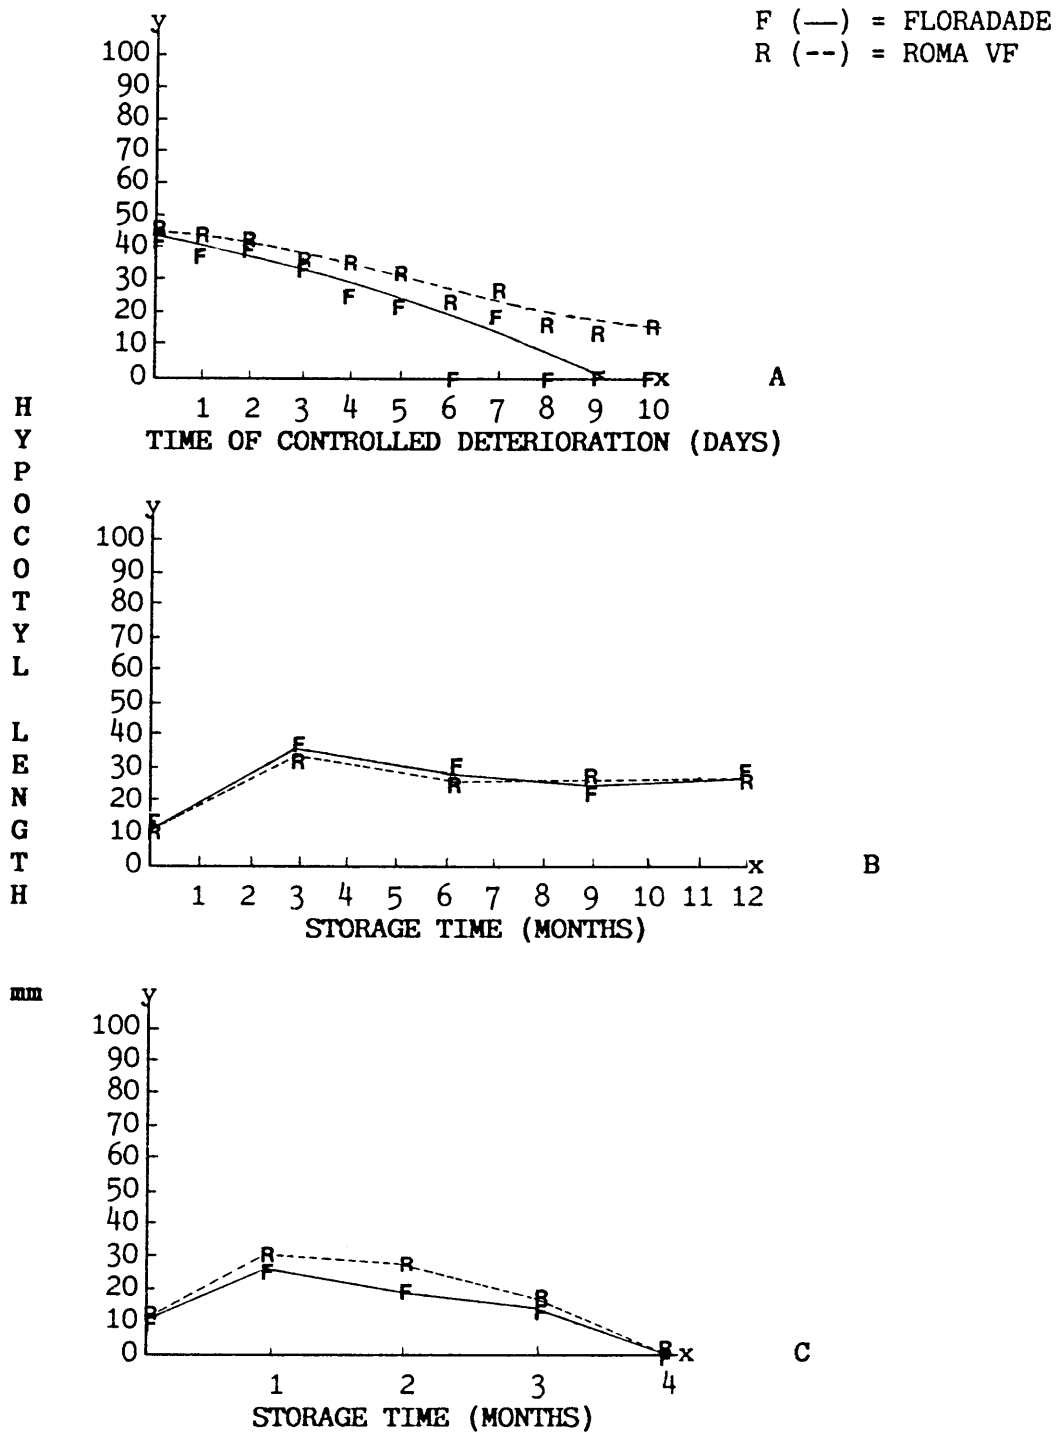 F (—) = FLORADADE
R (--) = ROMA VF
y
100
90
80
70
60
50
40
30
20
10
0
R R R R R R R R R R R
F F F F F F F F F F F
x
A
1 2 3 4 5 6 7 8 9 10
TIME OF CONTROLLED DETERIORATION (DAYS)
HYPOCOTYL LENGTH
mm
y
100
90
80
70
60
50
40
30
20
10
0
F F F F F
R R R R R
x
B
1 2 3 4 5 6 7 8 9 10 11 12
STORAGE TIME (MONTHS)
y
100
90
80
70
60
50
40
30
20
10
0
R R R R R
F F F F F
x
C
1 2 3 4
STORAGE TIME (MONTHS)